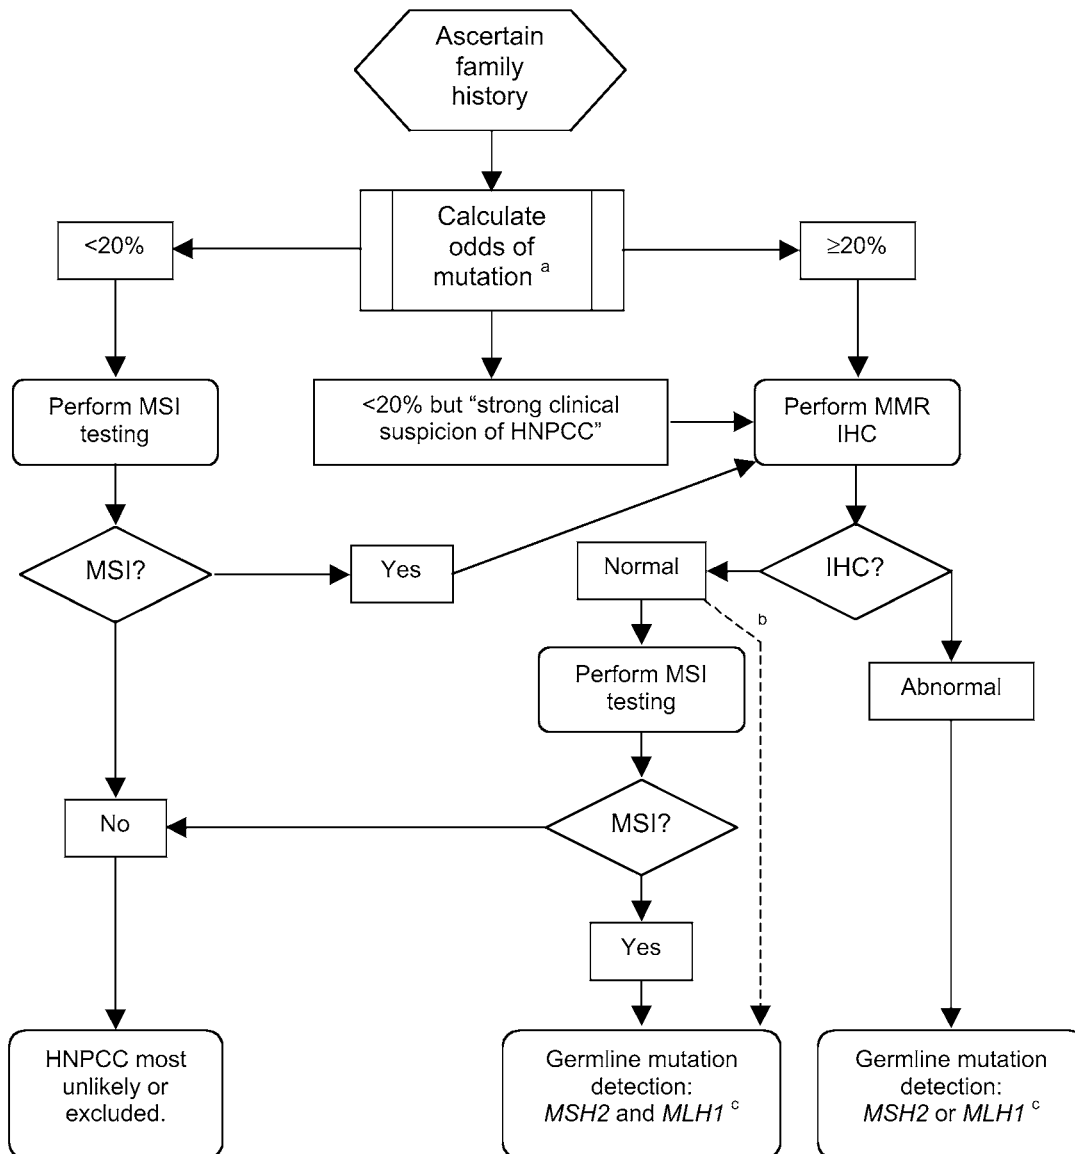 Ascertain
family
history
Calculate
odds of
mutation a
<20%
≥20%
Perform MSI
testing
<20% but “strong clinical
suspicion of HNPCC”
Perform MMR
IHC
MSI?
Yes
Normal
IHC?
b
Perform MSI
testing
Abnormal
No
MSI?
Yes
HNPCC most
unlikely or
excluded.
Germline mutation
detection:
MSH2 and MLH1 c
Germline mutation
detection:
MSH2 or MLH1 c